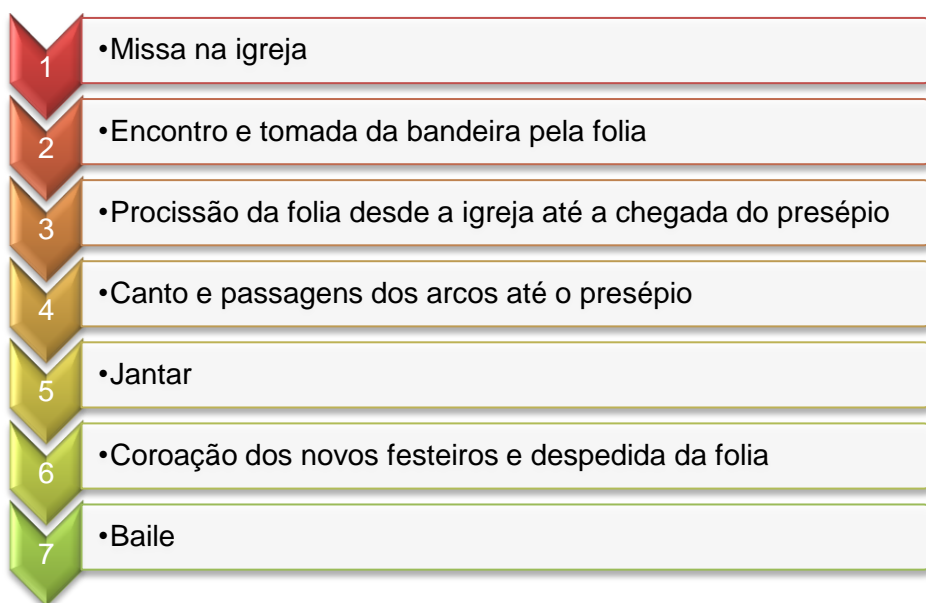 1
•Missa na igreja
2
•Encontro e tomada da bandeira pela folia
3
•Procissão da folia desde a igreja até a chegada do presépio
4
•Canto e passagens dos arcos até o presépio
5
•Jantar
6
•Coroação dos novos festeiros e despedida da folia
7
•Baile